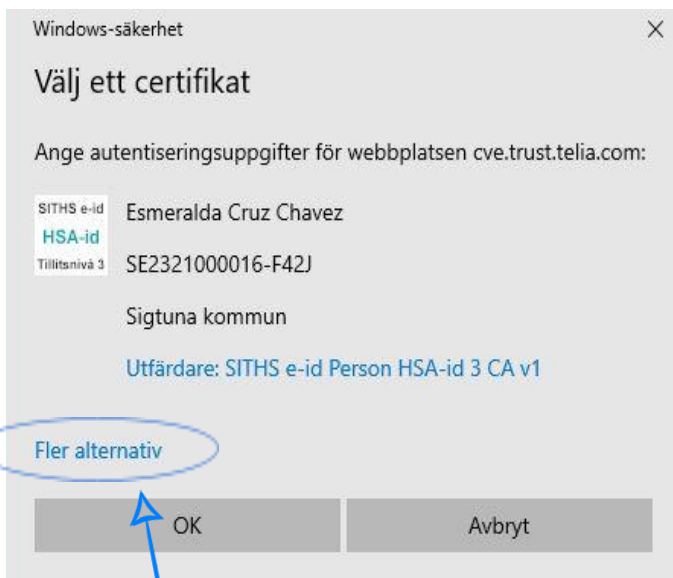 Windows-säkerhet
Välj ett certifikat
Ange autentiseringsuppgifter för webbplatsen cve.trust.telia.com:
SITHS e-id
HSA-id
Tillitsnivå 3
Esmeralda Cruz Chavez
SE2321000016-F42J
Sigtuna kommun
Utfärdare: SITHS e-id Person HSA-id 3 CA v1
Fler alternativ
OK
Avbryt